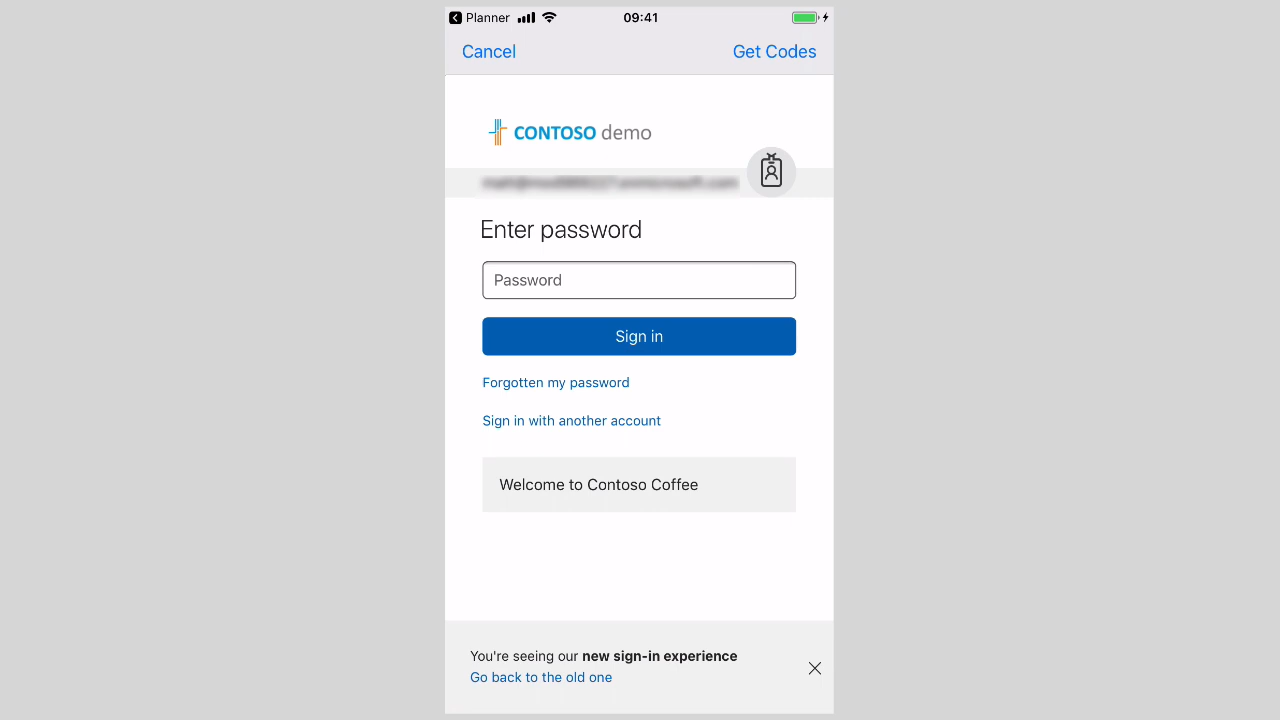 Planner 09:41
Cancel Get Codes
CONTOSO demo
Enter password
Password
Sign in
Forgotten my password
Sign in with another account
Welcome to Contoso Coffee
You're seeing our new sign-in experience
Go back to the old one